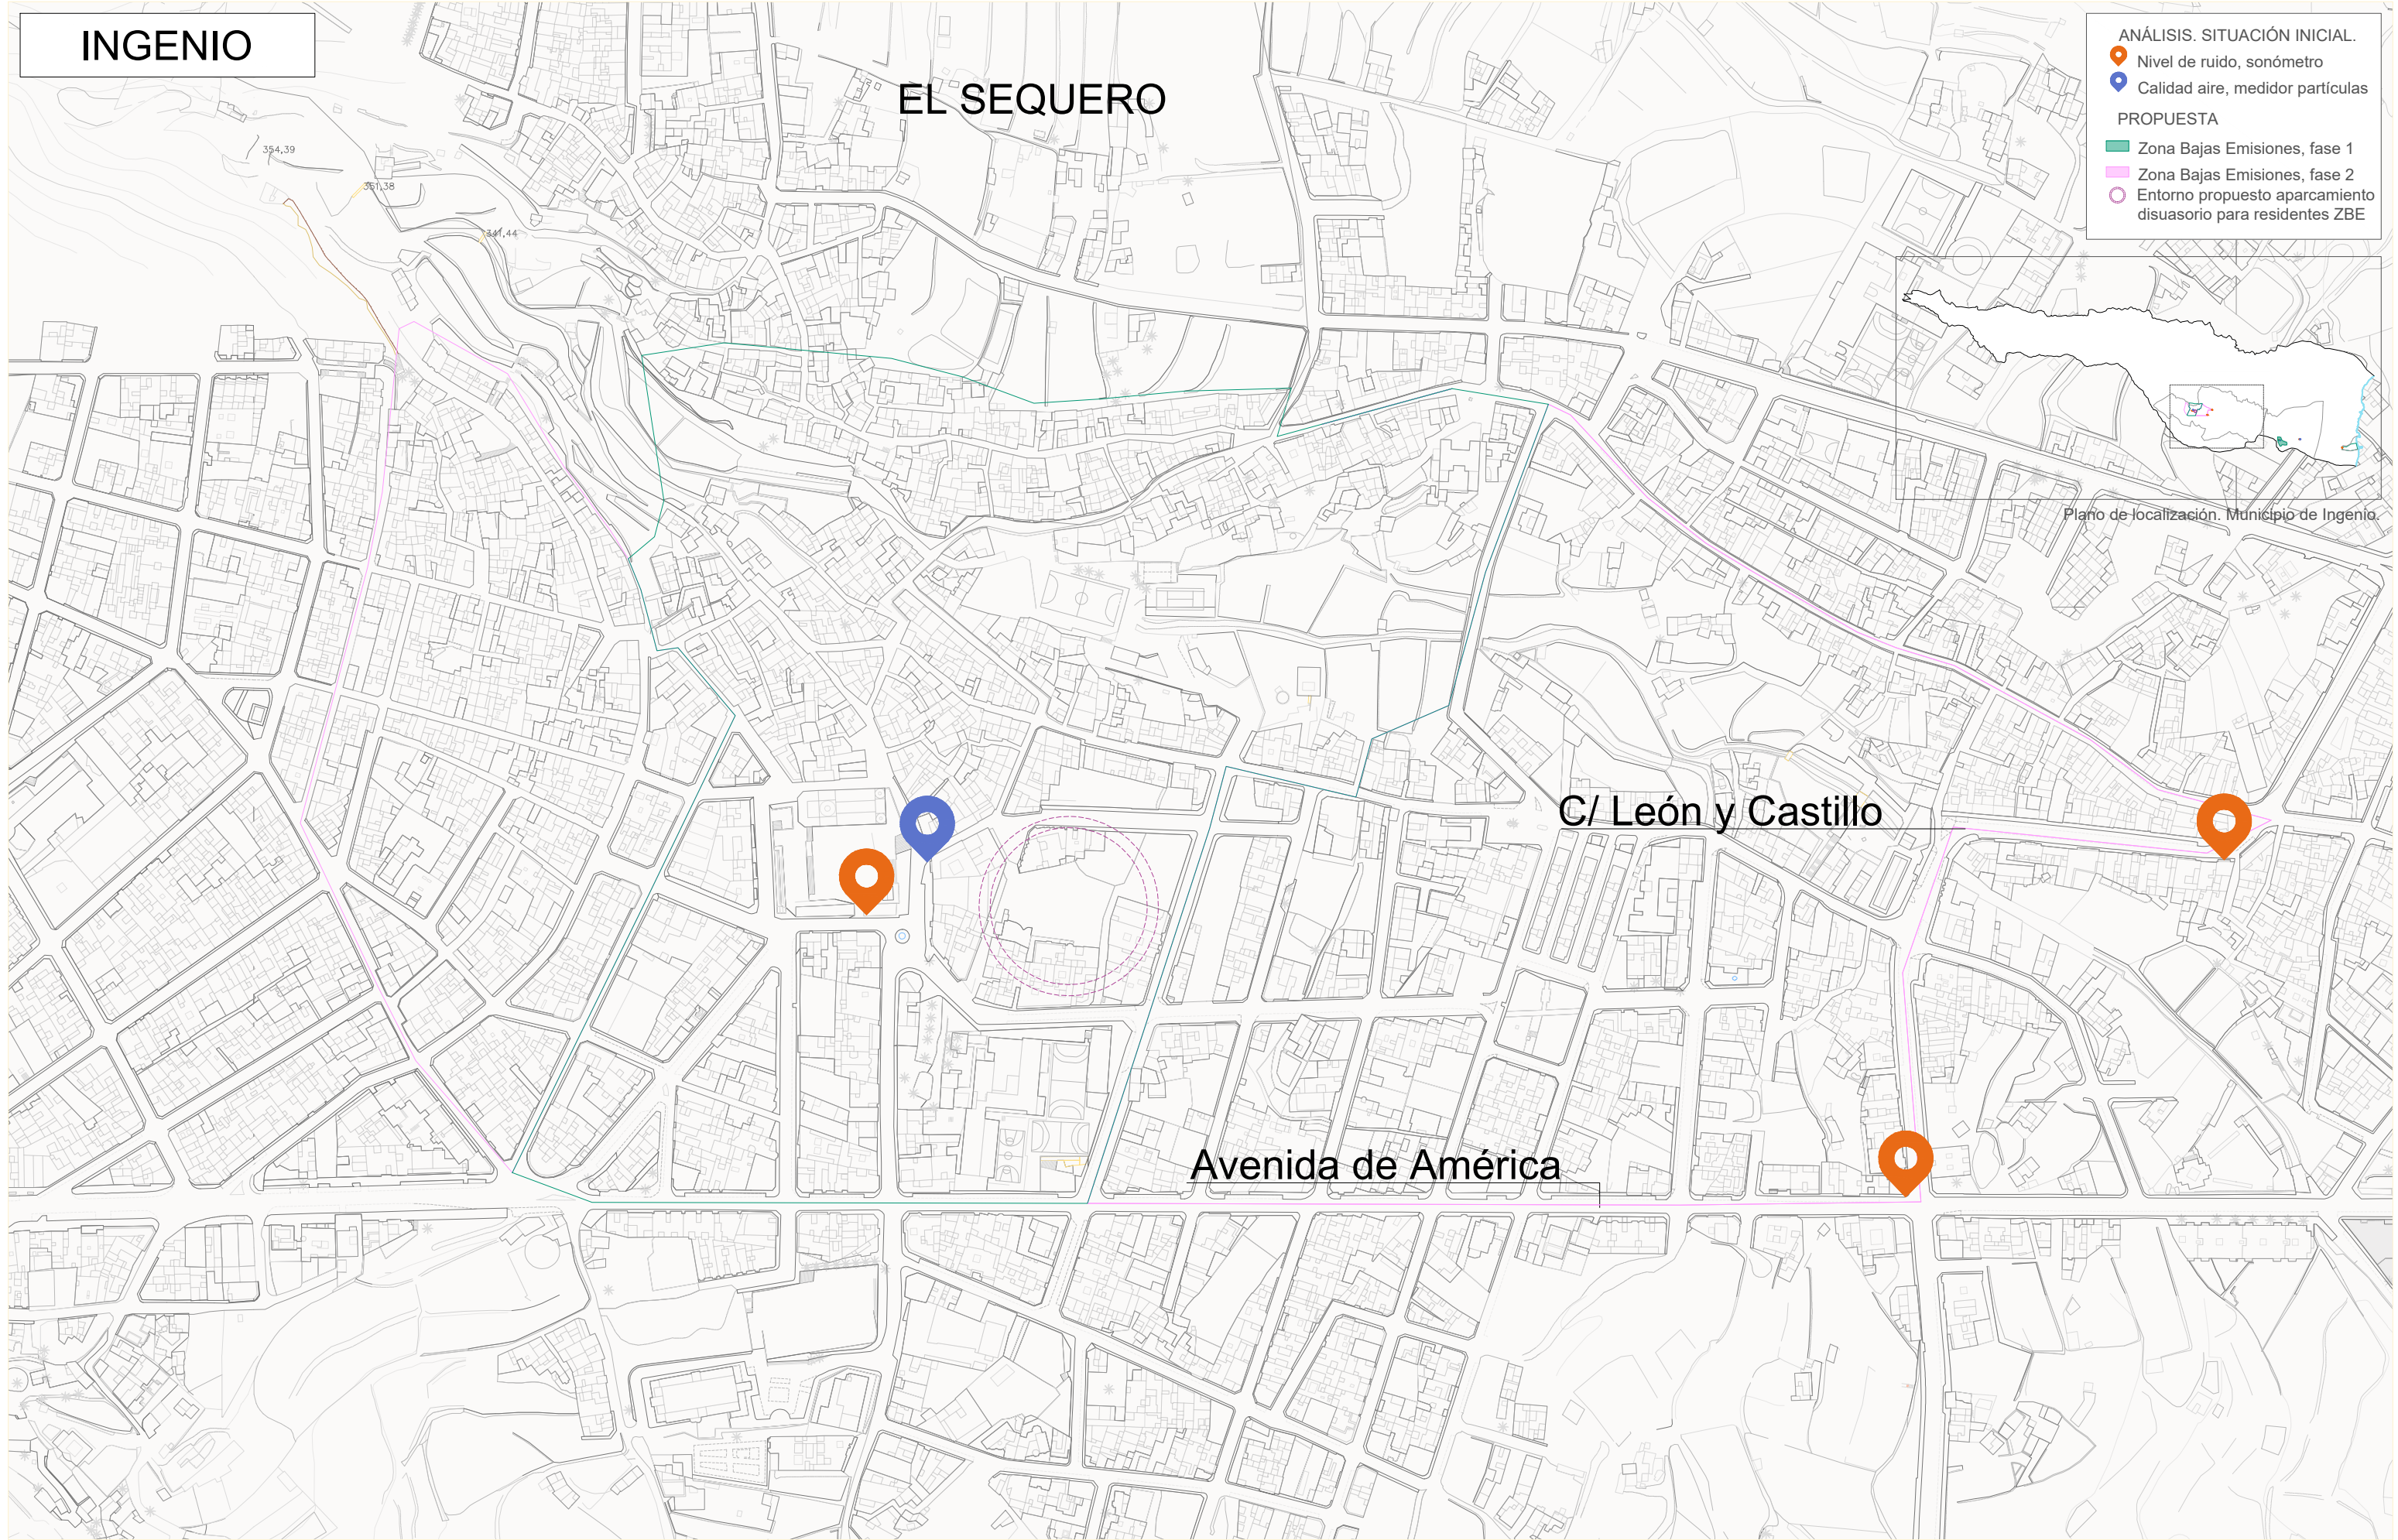 INGENIO
EL SEQUERO
ANÁLISIS. SITUACIÓN INICIAL.
Nivel de ruido, sonómetro
Calidad aire, medidor partículas
PROPUESTA
Zona Bajas Emisiones, fase 1
Zona Bajas Emisiones, fase 2
Entorno propuesto aparcamiento
disuasorio para residentes ZBE
354,39
351,38
341,44
Plano de localización. Municipio de Ingenio.
C/ León y Castillo
Avenida de América